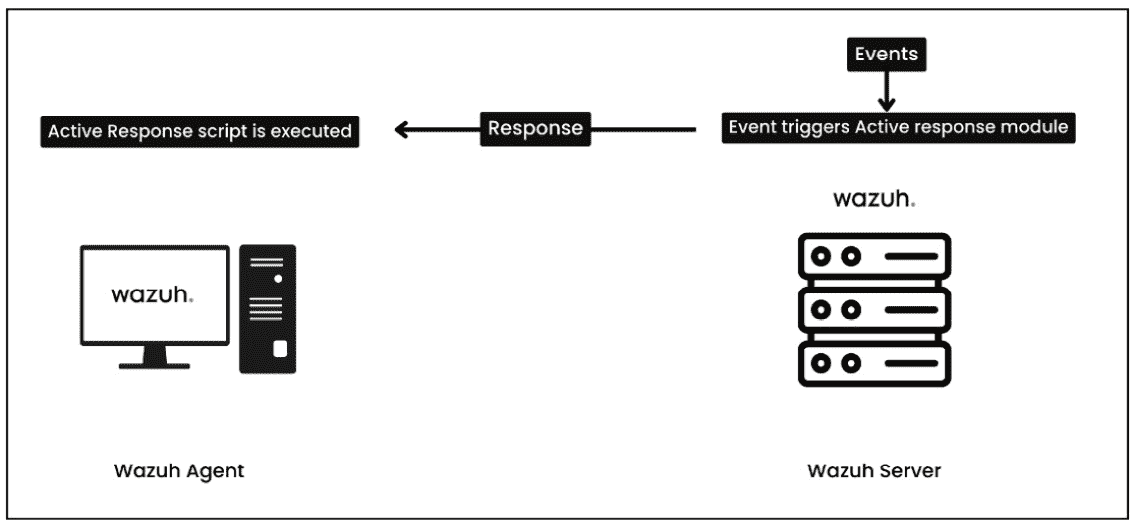 Events
Active Response script is executed
Response
Event triggers Active response module
wazuh.
wazuh.
Wazuh Agent
Wazuh Server